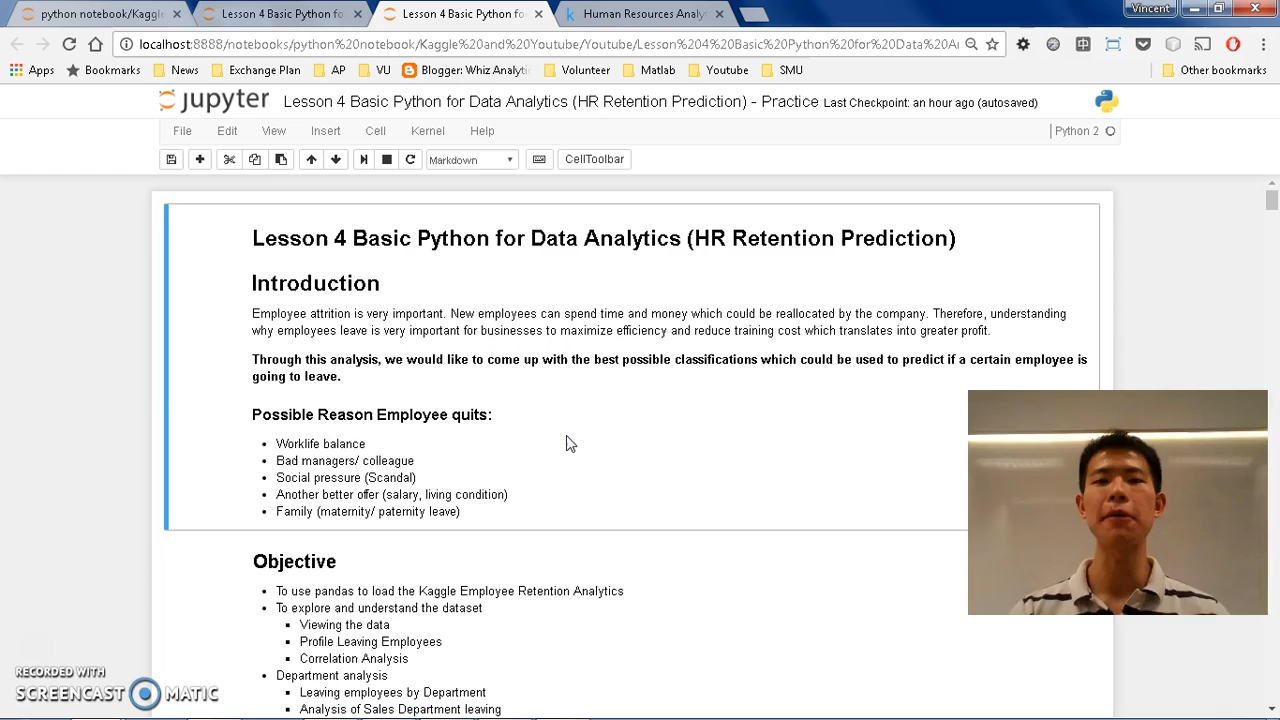 python notebook/Kaggle
Lesson 4 Basic Python for
Lesson 4 Basic Python for
Human Resources Analy
Vincent
localhost:8888/notebooks/python%20notebook/Kaggle%20and%20Youtube/Youtube/Lesson%204%20Basic%20Python%20for%20Data%20A
Apps
Bookmarks
News
Exchange Plan
AP
VU
Blogger: Whiz Analyti
Volunteer
Matlab
Youtube
SMU
Other bookmarks
jupyter Lesson 4 Basic Python for Data Analytics (HR Retention Prediction) - Practice Last Checkpoint: an hour ago (autosaved)
File Edit View Insert Cell Kernel Help
Python 2
Markdown
CellToolbar
Lesson 4 Basic Python for Data Analytics (HR Retention Prediction)
Introduction
Employee attrition is very important. New employees can spend time and money which could be reallocated by the company. Therefore, understanding
why employees leave is very important for businesses to maximize efficiency and reduce training cost which translates into greater profit.
Through this analysis, we would like to come up with the best possible classifications which could be used to predict if a certain employee is
going to leave.
Possible Reason Employee quits:
Worklife balance
Bad managers/ colleague
Social pressure (Scandal)
Another better offer (salary, living condition)
Family (maternity/ paternity leave)
Objective
To use pandas to load the Kaggle Employee Retention Analytics
To explore and understand the dataset
Viewing the data
Profile Leaving Employees
Correlation Analysis
Department analysis
Leaving employees by Department
Analysis of Sales Department leaving
RECORDED WITH
SCREENCAST MATIC